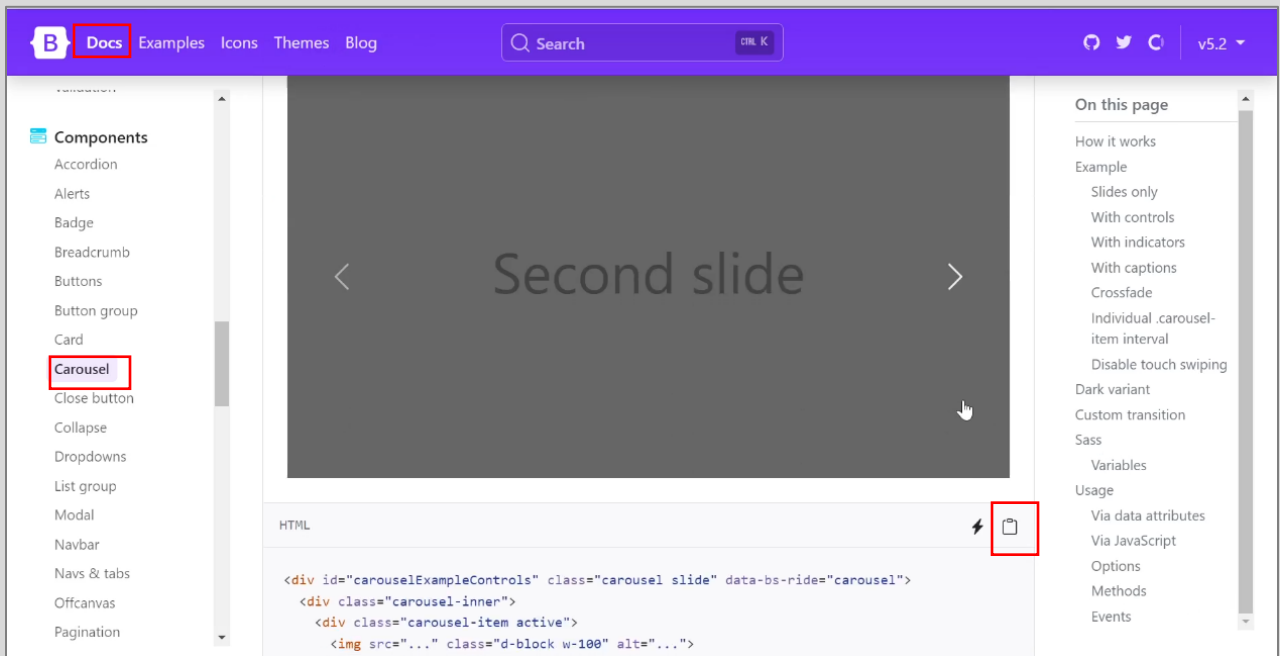 B Docs Examples Icons Themes Blog Search CTRL K v5.2
Components
Accordion
Alerts
Badge
Breadcrumb
Buttons
Button group
Card
Carousel
Close button
Collapse
Dropdowns
List group
Modal
Navbar
Navs & tabs
Offcanvas
Pagination
Second slide
HTML
<div id="carouselExampleControls" class="carousel slide" data-bs-ride="carousel">
<div class="carousel-inner">
<div class="carousel-item active">
<img src="..." class="d-block w-100" alt="...">
On this page
How it works
Example
Slides only
With controls
With indicators
With captions
Crossfade
Individual .carousel-
item interval
Disable touch swiping
Dark variant
Custom transition
Sass
Variables
Usage
Via data attributes
Via JavaScript
Options
Methods
Events